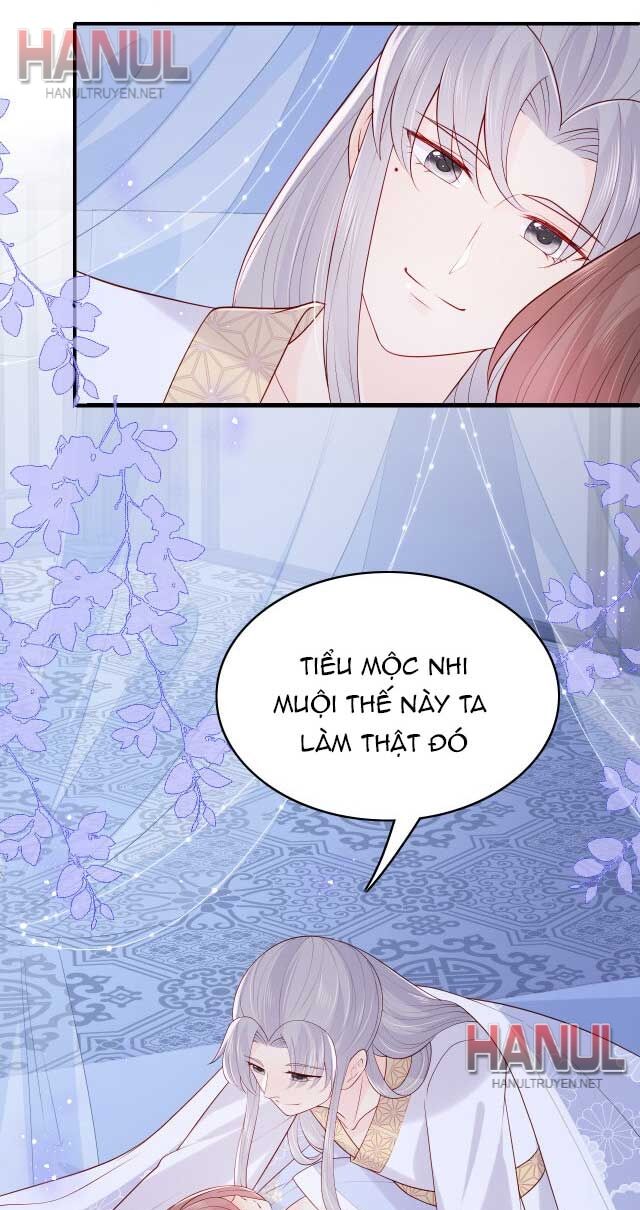 HANUL
HANULTRUYEN.NET
TIỂU MỘC NHI
MUỘI THẾ NÀY TA
LÀM THẬT ĐÓ
HANUL
HANULTRUYEN.NET